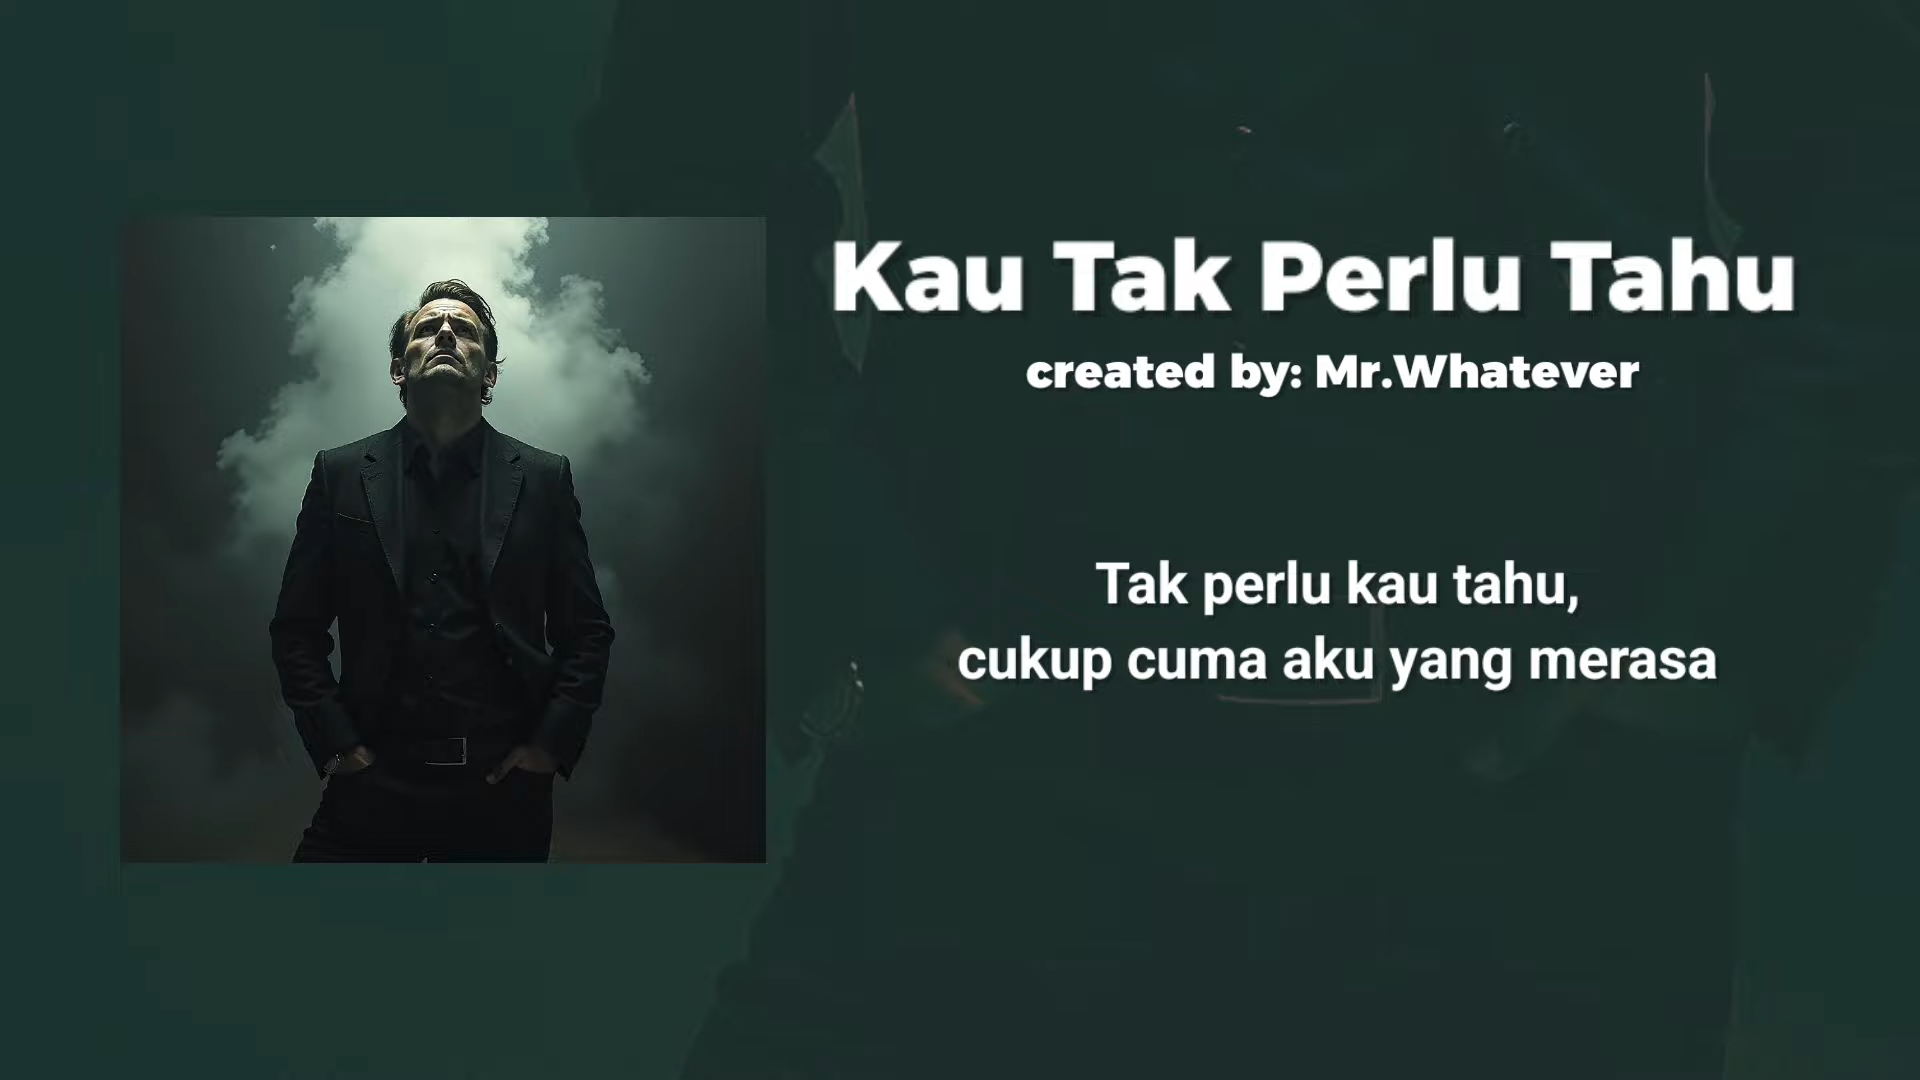 Kau Tak Perlu Tahu
created by: Mr.Whatever
Tak perlu kau tahu,
cukup cuma aku yang merasa